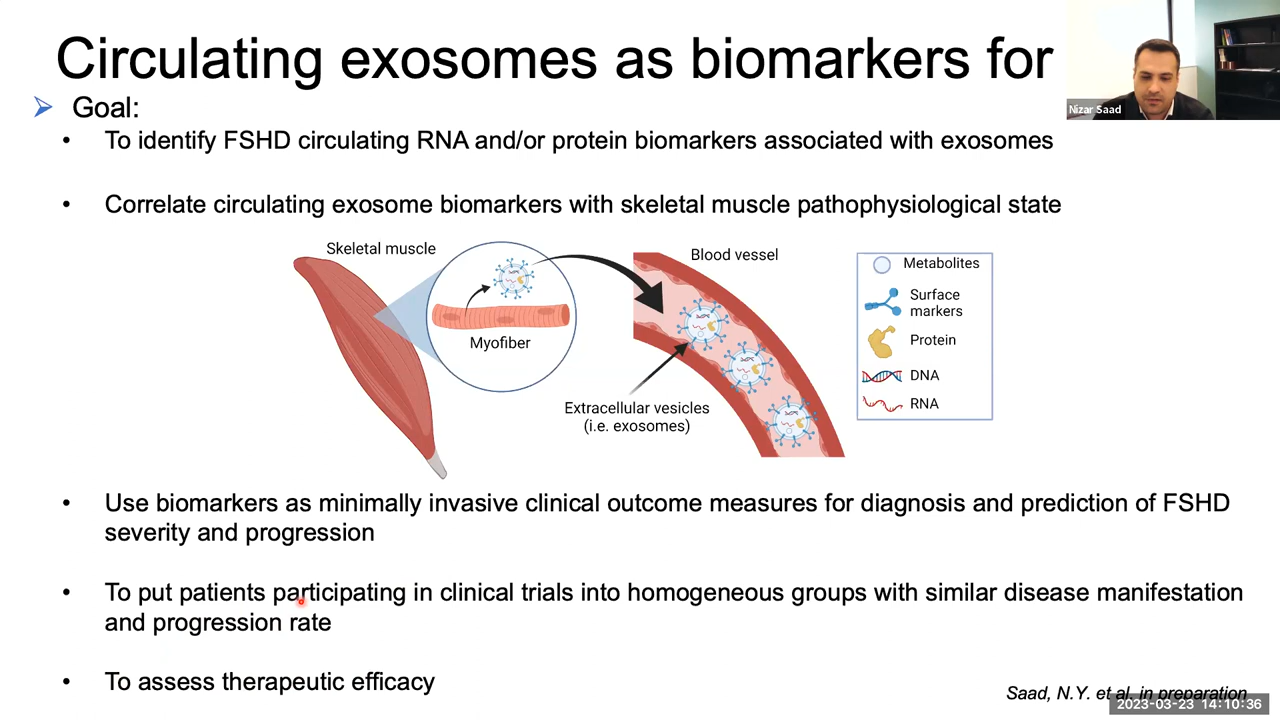 Circulating exosomes as biomarkers for
Nizar Saad
➢ Goal:
• To identify FSHD circulating RNA and/or protein biomarkers associated with exosomes
• Correlate circulating exosome biomarkers with skeletal muscle pathophysiological state
Skeletal muscle
Myofiber
Blood vessel
Extracellular vesicles
(i.e. exosomes)
Metabolites
Surface
markers
Protein
DNA
RNA
• Use biomarkers as minimally invasive clinical outcome measures for diagnosis and prediction of FSHD
severity and progression
• To put patients participating in clinical trials into homogeneous groups with similar disease manifestation
and progression rate
• To assess therapeutic efficacy
Saad, N.Y. et al. in preparation
2023-03-23 14:10:36